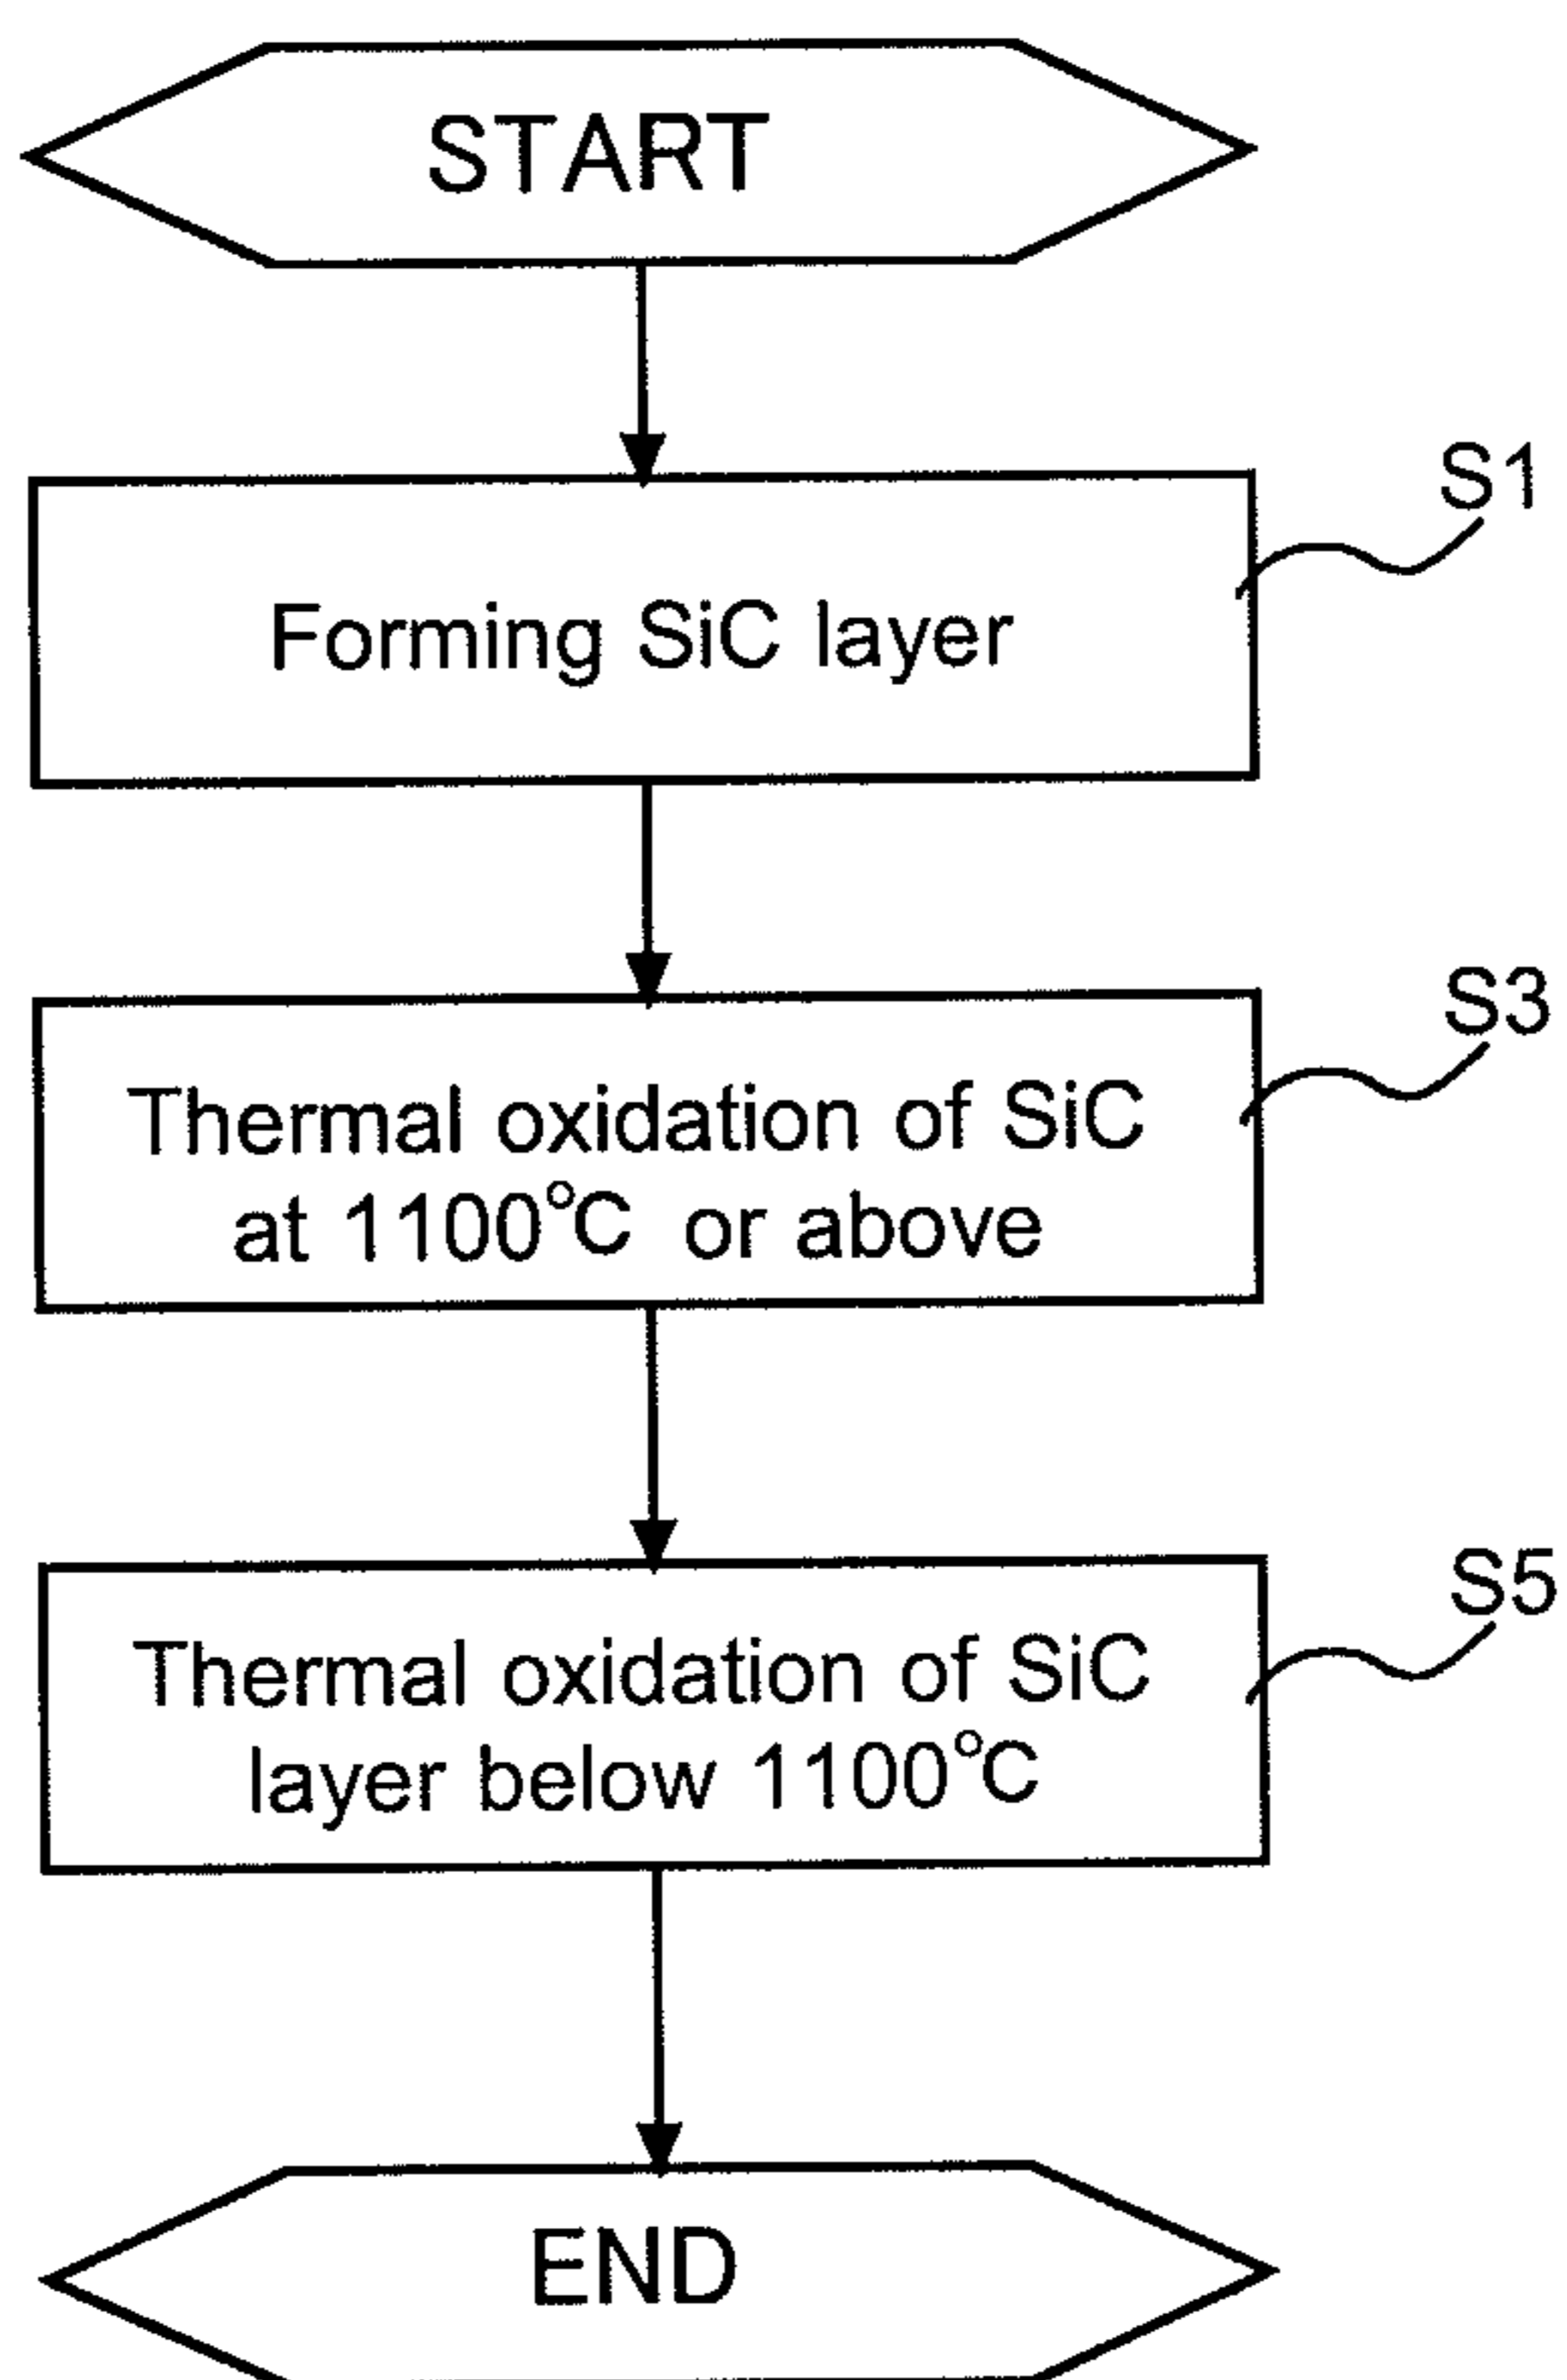 START
S1
Forming SiC layer
S3
Thermal oxidation of SiC
at 1100℃ or above
S5
Thermal oxidation of SiC
layer below 1100℃
END